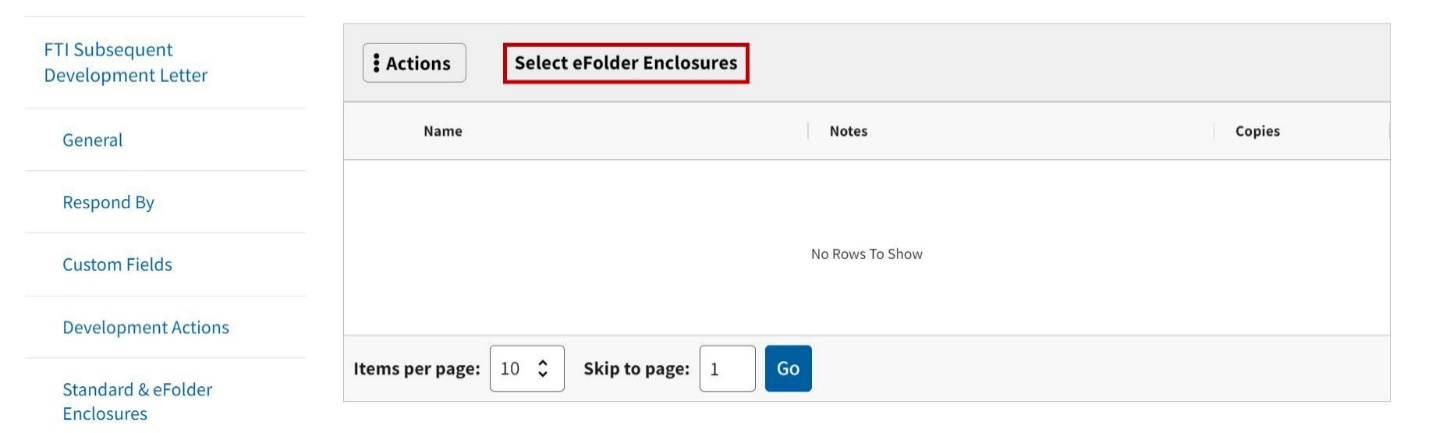 FTI Subsequent
Development Letter
General
Respond By
Custom Fields
Development Actions
Standard & eFolder
Enclosures
Actions
Select eFolder Enclosures
Name Notes Copies
No Rows To Show
Items per page: 10 Skip to page: 1 Go